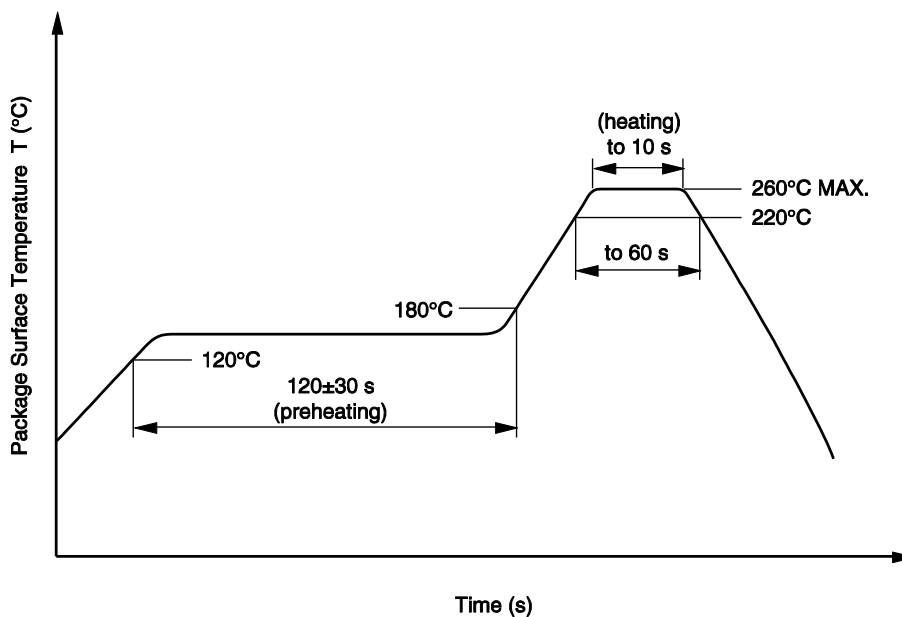 Package Surface Temperature T (°C)
(heating)
to 10 s
260°C MAX.
220°C
to 60 s
180°C
120°C
120±30 s
(preheating)
Time (s)